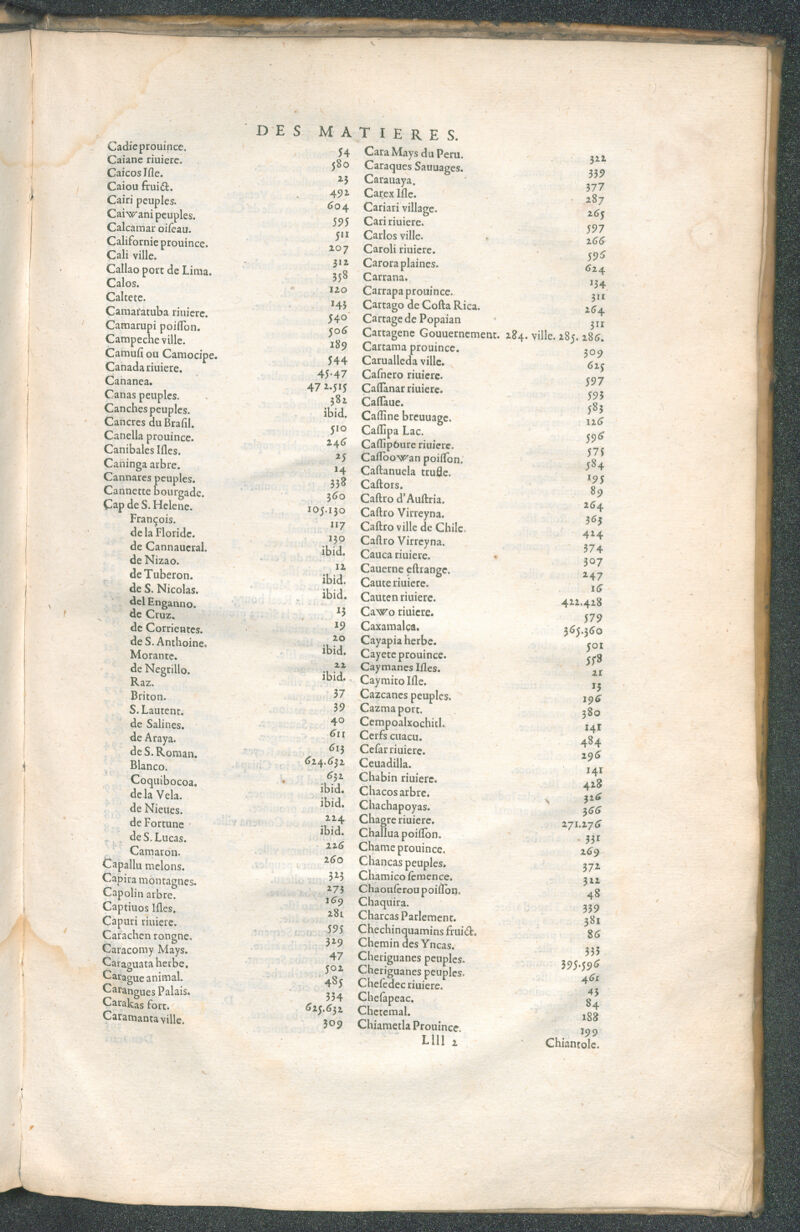 DES MATIERES.
Cadie prouince. 54
Caiane riuiere. 580
Caicos Iſle. 23
Caiou fruict. 492
Cairi peuples. 604
Caiwani peuples. 595
Calcamar oiſeau. 511
Californie prouince. 207
Cali ville. 312
Callao port de Lima. 358
Calos. 120
Caltete. 143
Camaratuba riuiere. 540
Camarupi poiſſon. 506
Campeche ville. 189
Camuſi ou Camocipe. 544
Canada riuiere. 45.47
Cananea. 472.515
Canas peuples. 382
Canches peuples. ibid.
Cancres du Braſil. 510
Canella prouince. 246
Canibales Iſles. 25
Caninga arbre. 14
Cannares peuples. 338
Cannette bourgade. 360
Cap de S. Helene. 105.130
François. 117
de la Floride. 130
de Cannaueral. ibid.
de Nizao. 12
de Tuberon. ibid.
de S. Nicolas. ibid.
del Enganno. 13
de Cruz. 19
de Corrientes. 20
de S. Anthoine. ibid.
Morante. 22
de Negrillo. ibid.
Raz. 37
Briton. 39
S. Laurent. 40
de Salines. 611
de Araya. 613
de S. Roman. 624.632
Blanco. 632
Coquibocoa. ibid.
de la Vela. ibid.
de Nieues. 224
de Fortune ibid.
de S. Lucas. 226
Camaron. 260
Capallu melons. 323
Capira montagnes. 273
Capolin arbre. 169
Captiuos Iſles. 281
Capuri riuiere. 595
Carachen rongne. 329
Caracomy Mays. 47
Caraguata herbe. 502
Carague animal. 485
Carangues Palais. 334
Carakas fort. 625.632
Caramanta ville. 309
Cara Mays du Peru. 322
Caraques Sauuages. 339
Carauaya. 377
Carex Iſle. 287
Cariari village. 265
Cari riuiere. 597
Carlos ville. 266
Caroli riuiere. 596
Carora plaines. 624
Carrana. 134
Carrapa prouince. 311
Cartago de Coſta Rica. 264
Cartage de Popaian 311
Cartagene Gouuernement. 284. ville. 285. 286.
Cartama prouince. 309
Carualleda ville. 625
Caſnero riuiere. 597
Caſſanar riuiere. 593
Caſſaue. 583
Caſſine breuuage. 126
Caſſipa Lac. 596
Caſſipoure riuiere. 575
Caſſoowan poiſſon. 584
Caſtanuela truffe. 195
Caſtors. 89
Caſtro d'Auſtria. 264
Caſtro Virreyna. 363
Caſtro ville de Chile. 424
Caſtro Virreyna. 374
Cauca riuiere. 307
Cauerne eſtrange. 247
Caute riuiere. 16
Cauten riuiere. 422.428
Cawo riuiere. 579
Caxamalca. 365.360
Cayapia herbe. 501
Cayete prouince. 558
Caymanes Iſles. 21
Caymito Iſle. 13
Cazcanes peuples. 196
Cazma port. 380
Cempoalxochitl. 141
Cerfs cuacu. 484
Ceſar riuiere. 296
Ceuadilla. 141
Chabin riuiere. 428
Chacos arbre. 326
Chachapoyas. 366
Chagre riuiere. 271.276
Challua poiſſon. 331
Chame prouince. 269
Chancas peuples. 372
Chamico ſemence. 322
Chaouſerou poiſſon. 48
Chaquira. 339
Charcas Parlement. 381
Chechinquamins fruict. 86
Chemin des Yncas. 333
Cheriguanes peuples. 395.596
Cheriguanes peuples. 461
Cheſedec riuiere. 43
Cheſapeac. 84
Chetemal. 188
Chiametla Prouince. 199
Llll 2 Chiantole.